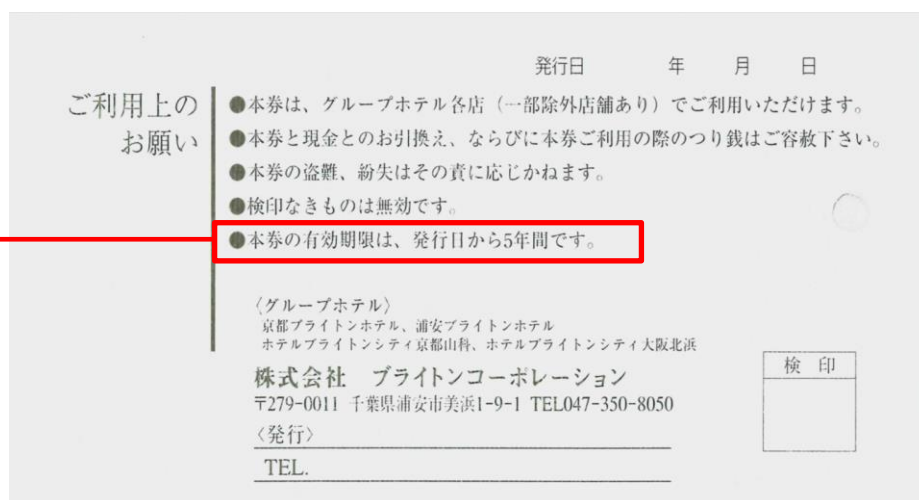 発行日 年 月 日
ご利用上の
お願い
●本券は、グループホテル各店（一部除外店舗あり）でご利用いただけます。
●本券と現金とのお引換え、ならびに本券ご利用の際のつり銭はご容赦下さい。
●本券の盗難、紛失はその責に応じかねます。
●検印なきものは無効です。
●本券の有効期限は、発行日から5年間です。
〈グループホテル〉
京都ブライトンホテル、浦安ブライトンホテル
ホテルブライトンシティ京都山科、ホテルブライトンシティ大阪北浜
株式会社 ブライトンコーポレーション
〒279-0011 千葉県浦安市美浜1-9-1 TEL047-350-8050
〈発行〉
TEL.
検 印